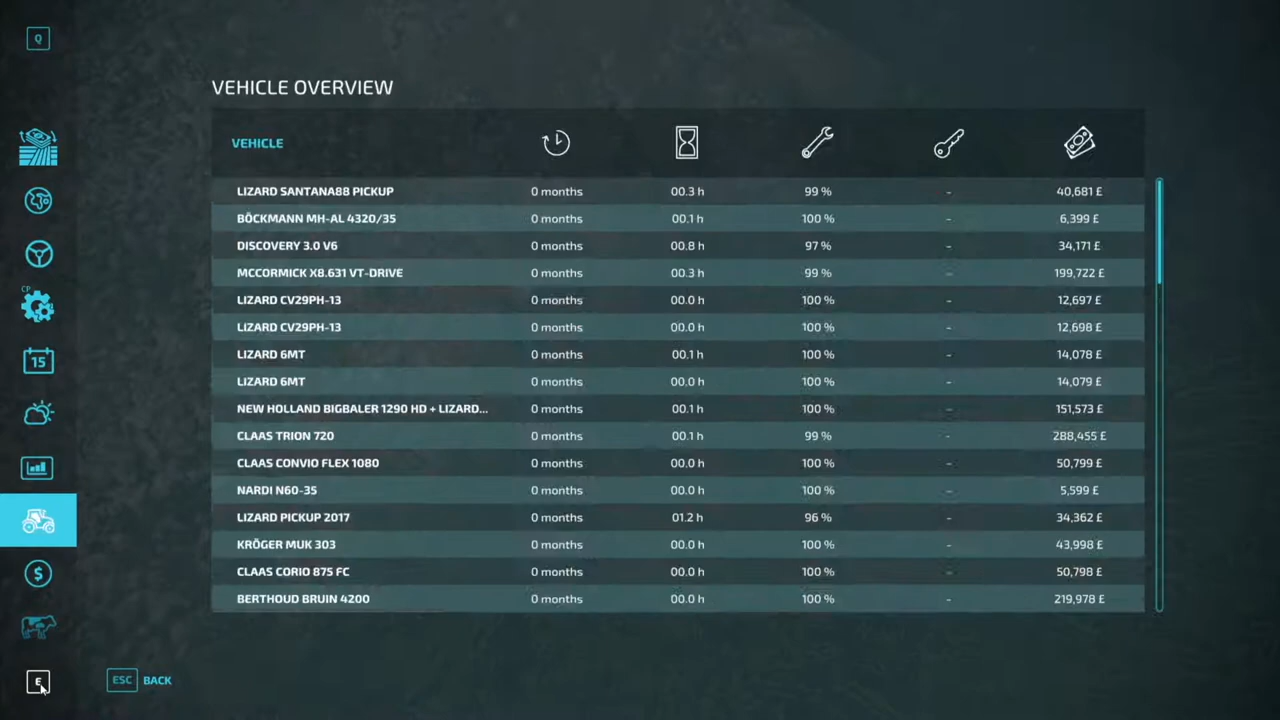 Q
VEHICLE OVERVIEW
VEHICLE
LIZARD SANTANA88 PICKUP 0 months 00.3 h 99 % - 40,681 £
BÖCKMANN MH-AL 4320/35 0 months 00.1 h 100 % - 6,399 £
DISCOVERY 3.0 V6 0 months 00.8 h 97 % - 34,171 £
MCCORMICK X8.631 VT-DRIVE 0 months 00.3 h 99 % - 199,722 £
LIZARD CV29PH-13 0 months 00.0 h 100 % - 12,697 £
CP
LIZARD CV29PH-13 0 months 00.0 h 100 % - 12,698 £
LIZARD 6MT 0 months 00.1 h 100 % - 14,078 £
15
LIZARD 6MT 0 months 00.0 h 100 % - 14,079 £
NEW HOLLAND BIGBALER 1290 HD + LIZARD... 0 months 00.1 h 100 % - 151,573 £
CLAAS TRION 720 0 months 00.1 h 99 % - 288,455 £
CLAAS CONVIO FLEX 1080 0 months 00.0 h 100 % - 50,799 £
NARDI N60-35 0 months 00.0 h 100 % - 5,599 £
LIZARD PICKUP 2017 0 months 01.2 h 96 % - 34,362 £
KRÖGER MUK 303 0 months 00.0 h 100 % - 43,998 £
CLAAS CORIO 875 FC 0 months 00.0 h 100 % - 50,798 £
$
BERTHOUD BRUIN 4200 0 months 00.0 h 100 % - 219,978 £
E
ESC BACK